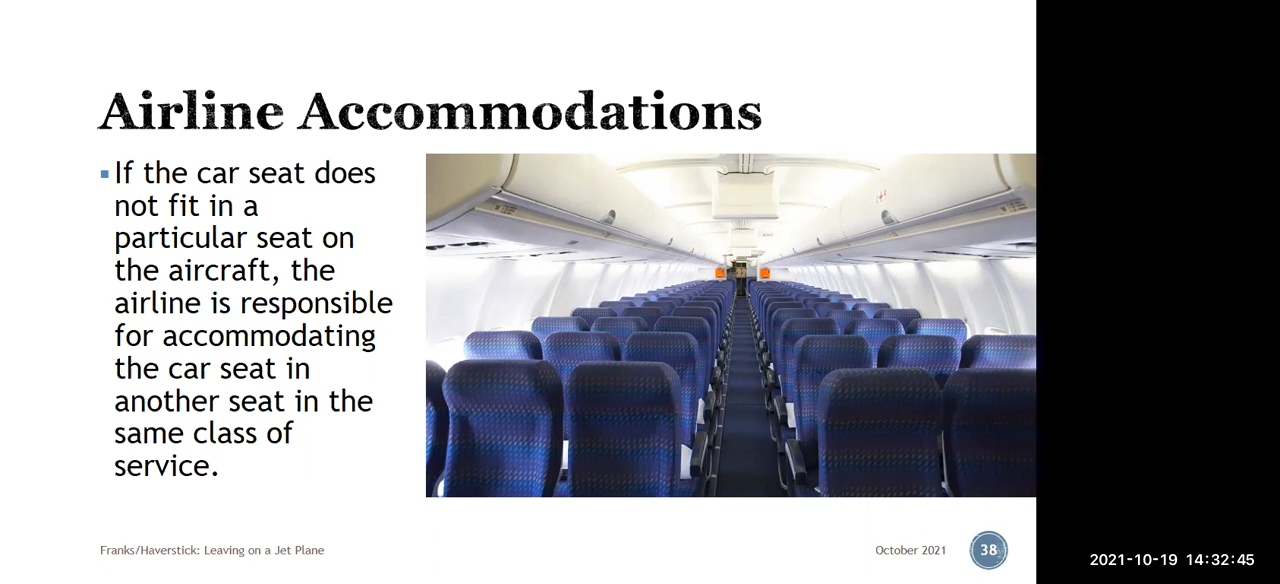 Airline Accommodations
If the car seat does
not fit in a
particular seat on
the aircraft, the
airline is responsible
for accommodating
the car seat in
another seat in the
same class of
service.
Franks/Haverstick: Leaving on a Jet Plane
October 2021
38
2021-10-19 14:32:45